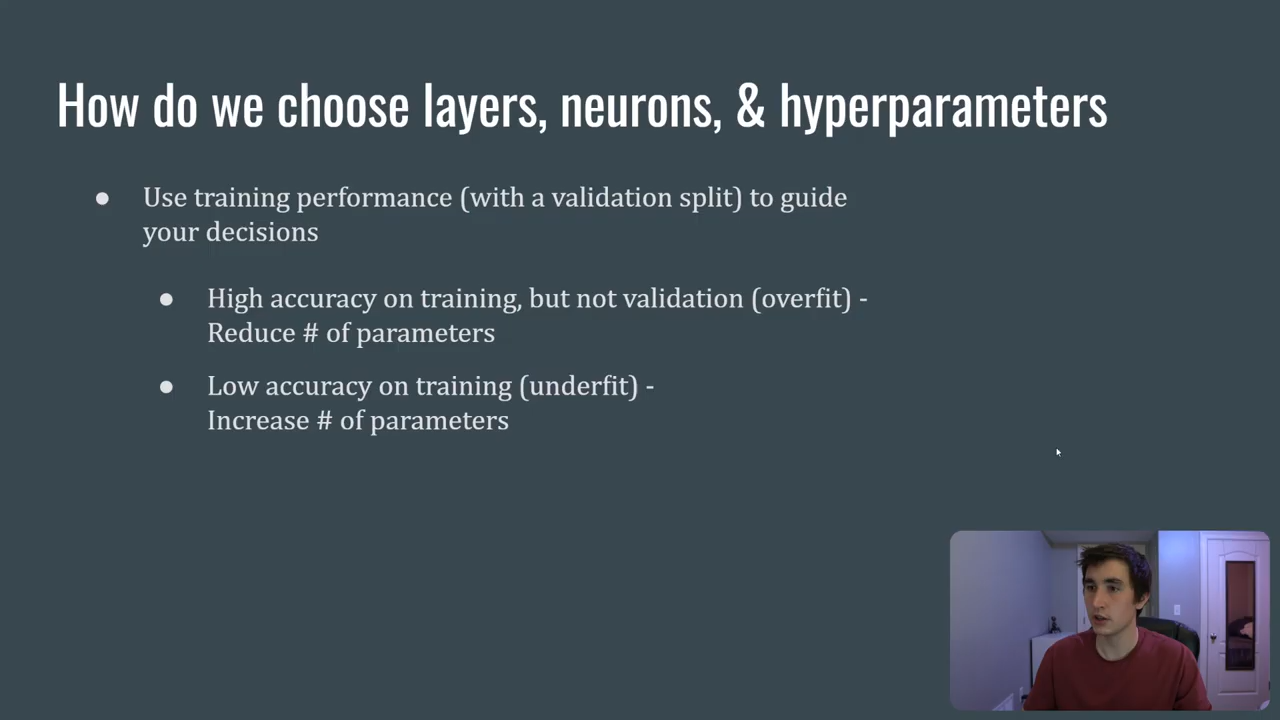 How do we choose layers, neurons, & hyperparameters
● Use training performance (with a validation split) to guide
your decisions
● High accuracy on training, but not validation (overfit) -
Reduce # of parameters
● Low accuracy on training (underfit) -
Increase # of parameters